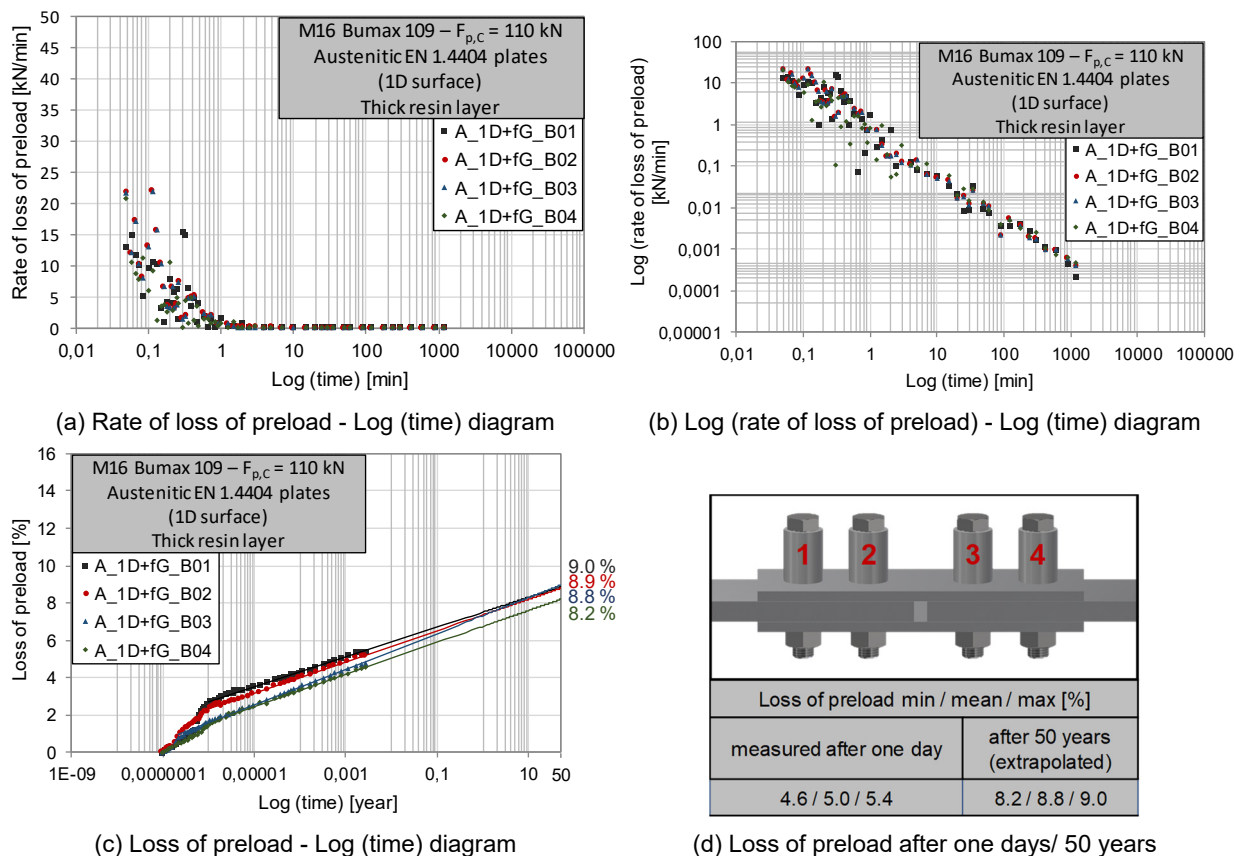 M16 Bumax 109 – Fp,C = 110 kN
Austenitic EN 1.4404 plates
(1D surface)
Thick resin layer
A_1D+fG_B01
A_1D+fG_B02
A_1D+fG_B03
A_1D+fG_B04
Rate of loss of preload [kN/min]
50
45
40
35
30
25
20
15
10
5
0
0,01 0,1 1 10 100 1000 10000 100000
Log (time) [min]
(a) Rate of loss of preload - Log (time) diagram
M16 Bumax 109 – Fp,C = 110 kN
Austenitic EN 1.4404 plates
(1D surface)
Thick resin layer
A_1D+fG_B01
A_1D+fG_B02
A_1D+fG_B03
A_1D+fG_B04
Log (rate of loss of preload)
[kN/min]
100
10
1
0,1
0,01
0,001
0,0001
0,00001
0,01 0,1 1 10 100 1000 10000 100000
Log (time) [min]
(b) Log (rate of loss of preload) - Log (time) diagram
M16 Bumax 109 – Fp,C = 110 kN
Austenitic EN 1.4404 plates
(1D surface)
Thick resin layer
A_1D+fG_B01
A_1D+fG_B02
A_1D+fG_B03
A_1D+fG_B04
Loss of preload [%]
16
14
12
10
8
6
4
2
0
9.0 %
8.9 %
8.8 %
8.2 %
1E-09 0,0000001 0,00001 0,001 0,1 10 50
Log (time) [year]
(c) Loss of preload - Log (time) diagram
1 2 3 4
Loss of preload min / mean / max [%]
measured after one day
after 50 years
(extrapolated)
4.6 / 5.0 / 5.4
8.2 / 8.8 / 9.0
(d) Loss of preload after one days/ 50 years